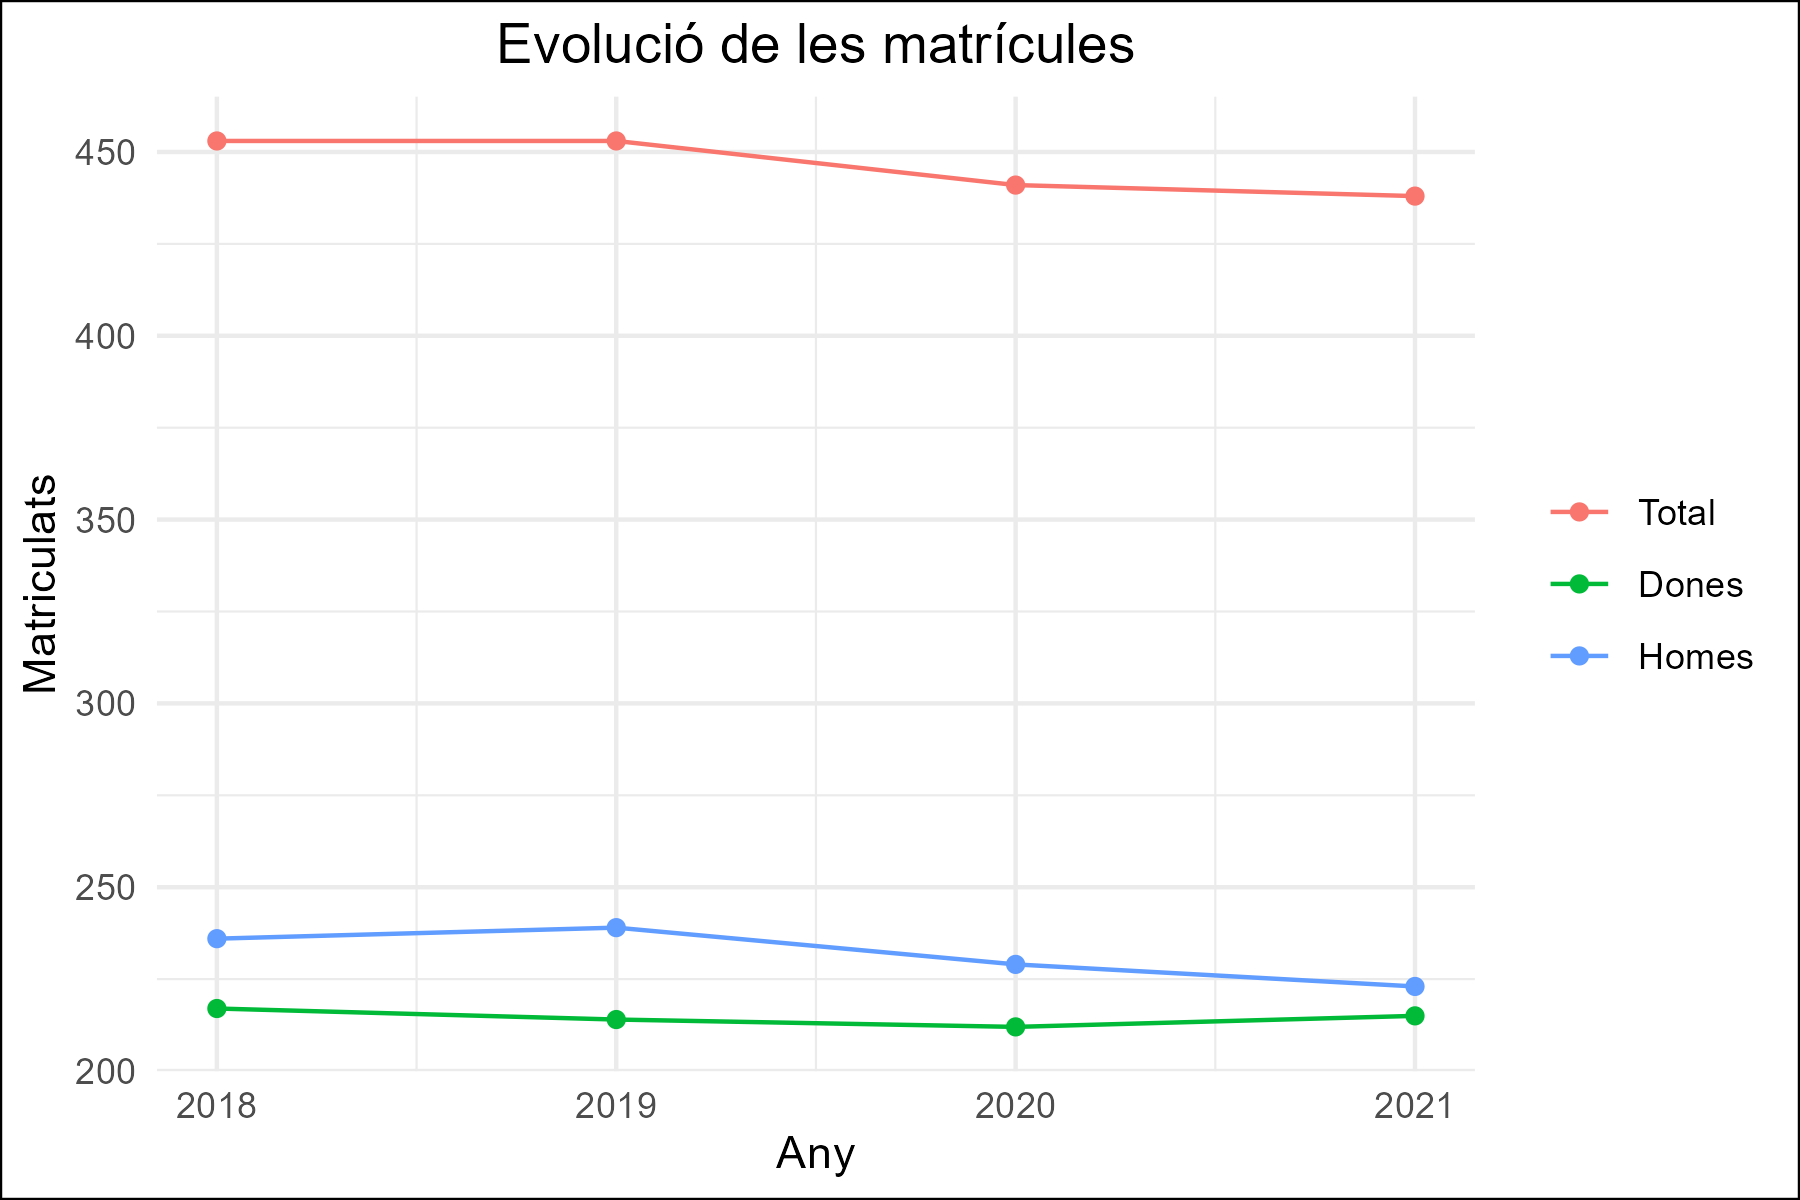 Evolució de les matrícules
Matriculats
450
400
350
300
250
200
2018
2019
2020
2021
Any
Total
Dones
Homes